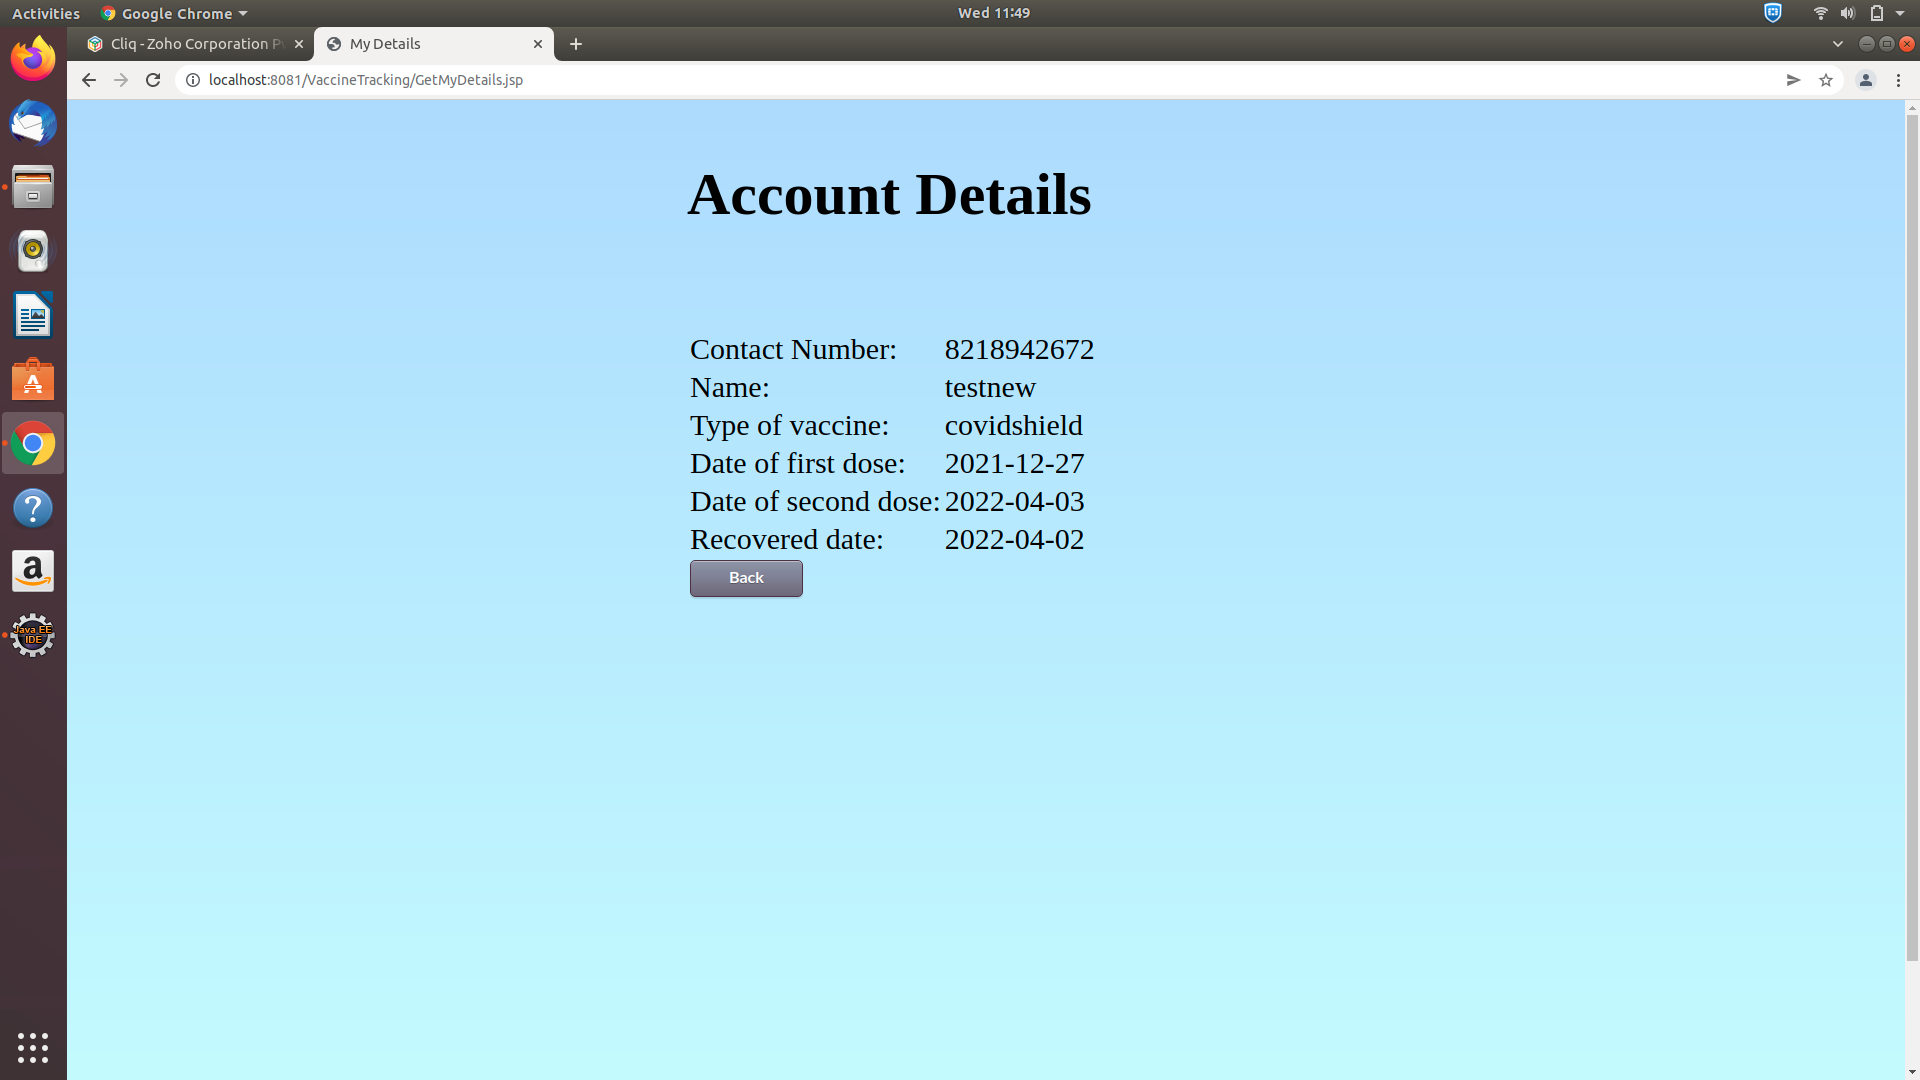 Activities Google Chrome Wed 11:49
Cliq - Zoho Corporation P My Details
localhost:8081/VaccineTracking/GetMyDetails.jsp
Account Details
Contact Number: 8218942672
Name: testnew
Type of vaccine: covidshield
Date of first dose: 2021-12-27
Date of second dose: 2022-04-03
Recovered date: 2022-04-02
Back
Java EE
IDE